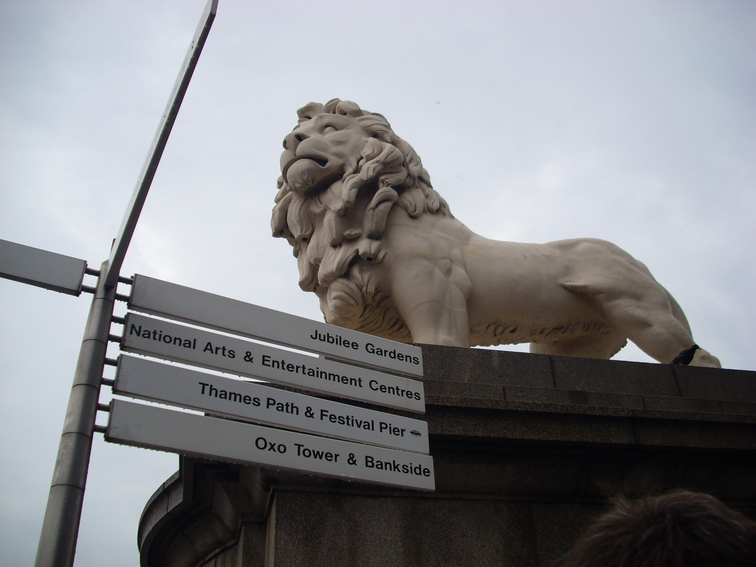 Jubilee Gardens
National Arts & Entertainment Centres
Thames Path & Festival Pier
Oxo Tower & Bankside